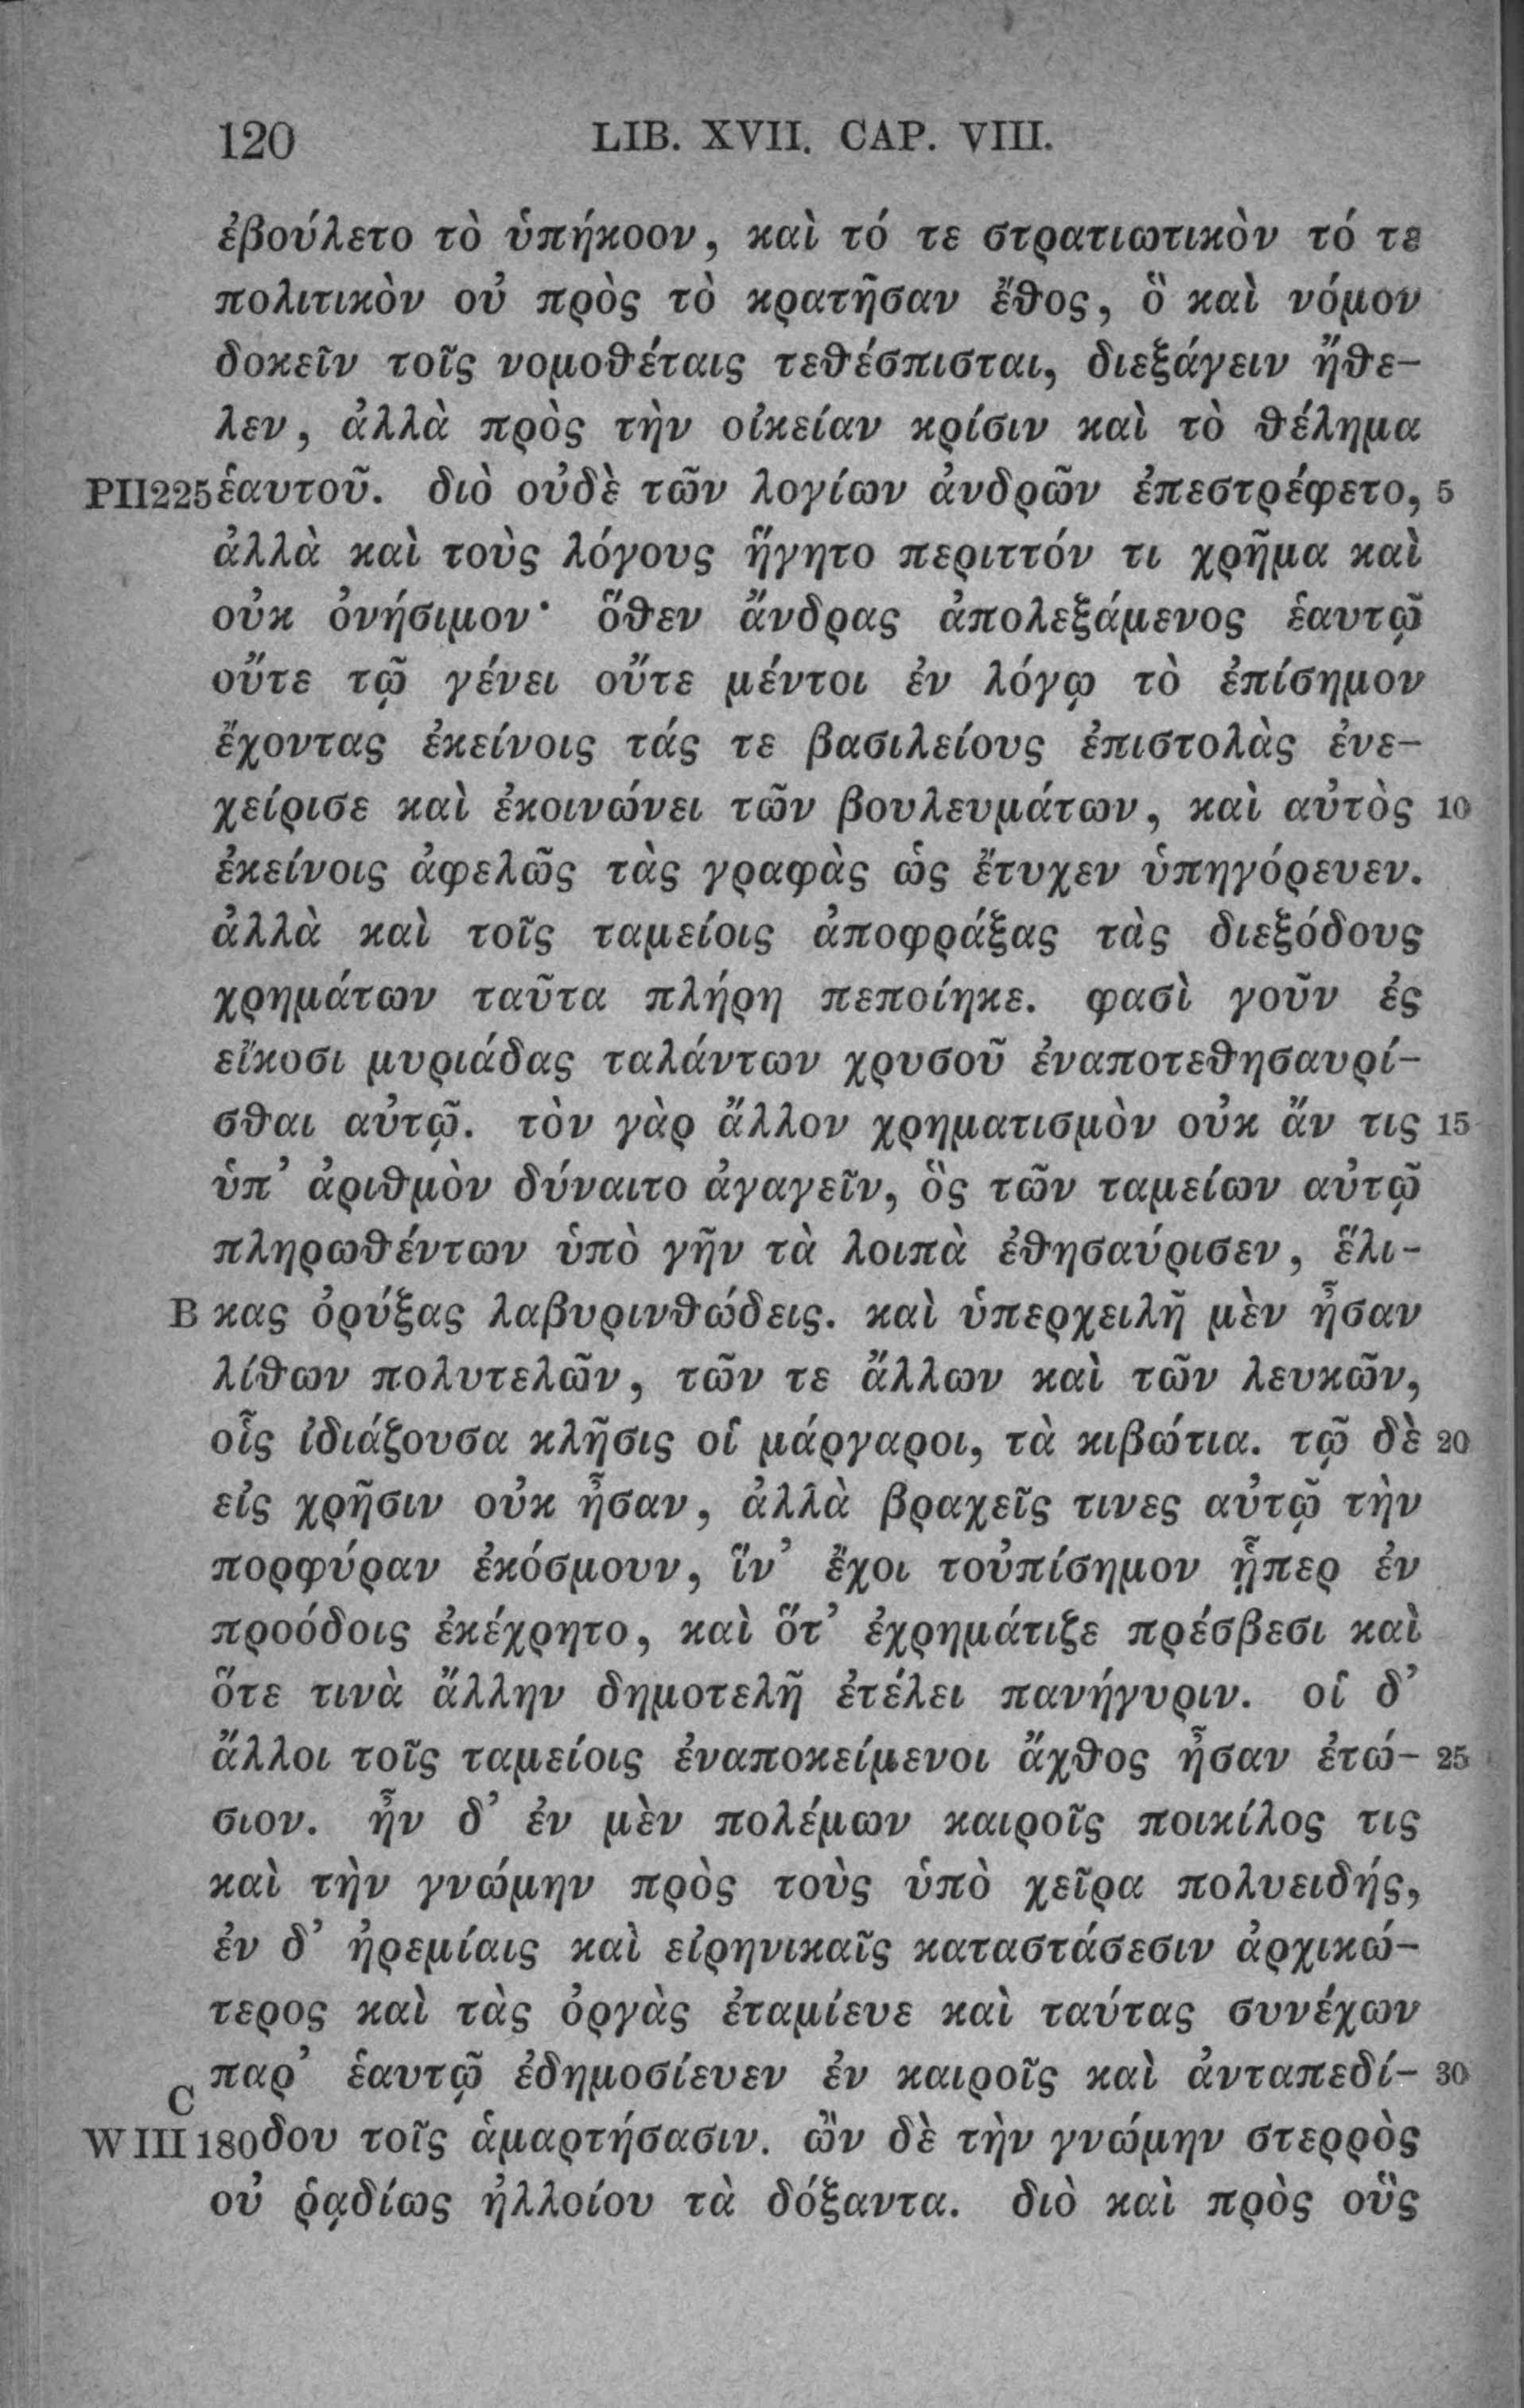 120 LIB. XVII. CAP. VIII.
ἐβούλετο τὸ ὑπήκοον, καὶ τό τε στρατιωτικὸν τό τε
πολιτικὸν οὐ πρὸς τὸ κρατῆσαν ἔθος, ὃ καὶ νόμον
δοκεῖν τοῖς νομοθέταις τεθέσπισται, διεξάγειν ἤθε-
λεν, ἀλλὰ πρὸς τὴν οἰκείαν κρίσιν καὶ τὸ θέλημα
PII225 ἑαυτοῦ. διὸ οὐδὲ τῶν λογίων ἀνδρῶν ἐπεστρέφετο, 5
ἀλλὰ καὶ τοὺς λόγους ἥγητο περιττόν τι χρῆμα καὶ
οὐκ ὀνήσιμον· ὅθεν ἄνδρας ἀπολεξάμενος ἑαυτῷ
οὔτε τῷ γένει οὔτε μέντοι ἐν λόγῳ τὸ ἐπίσημον
ἔχοντας ἐκείνοις τάς τε βασιλείους ἐπιστολὰς ἐνε-
χείρισε καὶ ἐκοινώνει τῶν βουλευμάτων, καὶ αὐτὸς 10
ἐκείνοις ἀφελῶς τὰς γραφὰς ὡς ἔτυχεν ὑπηγόρευεν.
ἀλλὰ καὶ τοῖς ταμείοις ἀποφράξας τὰς διεξόδους
χρημάτων ταῦτα πλήρη πεποίηκε. φασὶ γοῦν ἐς
εἴκοσι μυριάδας ταλάντων χρυσοῦ ἐναποτεθησαυρί-
σθαι αὐτῷ. τὸν γὰρ ἄλλον χρηματισμὸν οὐκ ἄν τις 15
ὑπ’ ἀριθμὸν δύναιτο ἀγαγεῖν, ὃς τῶν ταμείων αὐτῷ
πληρωθέντων ὑπὸ γῆν τὰ λοιπὰ ἐθησαύρισεν, ἕλι-
B κας ὀρύξας λαβυρινθώδεις. καὶ ὑπερχειλῆ μὲν ἦσαν
λίθων πολυτελῶν, τῶν τε ἄλλων καὶ τῶν λευκῶν,
οἷς ἰδιάζουσα κλῆσις οἱ μάργαροι, τὰ κιβώτια. τῷ δὲ 20
εἰς χρῆσιν οὐκ ἦσαν, ἀλλὰ βραχεῖς τινες αὐτῷ τὴν
πορφύραν ἐκόσμουν, ἵν’ ἔχοι τοὐπίσημον ᾗπερ ἐν
προόδοις ἐκέχρητο, καὶ ὅτ’ ἐχρημάτιζε πρέσβεσι καὶ
ὅτε τινὰ ἄλλην δημοτελῆ ἐτέλει πανήγυριν. οἱ δ’
ἄλλοι τοῖς ταμείοις ἐναποκείμενοι ἄχθος ἦσαν ἐτώ- 25
σιον. ἦν δ’ ἐν μὲν πολέμων καιροῖς ποικίλος τις
καὶ τὴν γνώμην πρὸς τοὺς ὑπὸ χεῖρα πολυειδής,
ἐν δ’ ἠρεμίαις καὶ εἰρηνικαῖς καταστάσεσιν ἀρχικώ-
τερος καὶ τὰς ὀργὰς ἐταμίευε καὶ ταύτας συνέχων
C παρ’ ἑαυτῷ ἐδημοσίευεν ἐν καιροῖς καὶ ἀνταπεδί- 30
W III 180 δου τοῖς ἁμαρτήσασιν. ὢν δὲ τὴν γνώμην στερρὸς
οὐ ῥᾳδίως ἠλλοίου τὰ δόξαντα. διὸ καὶ πρὸς οὓς